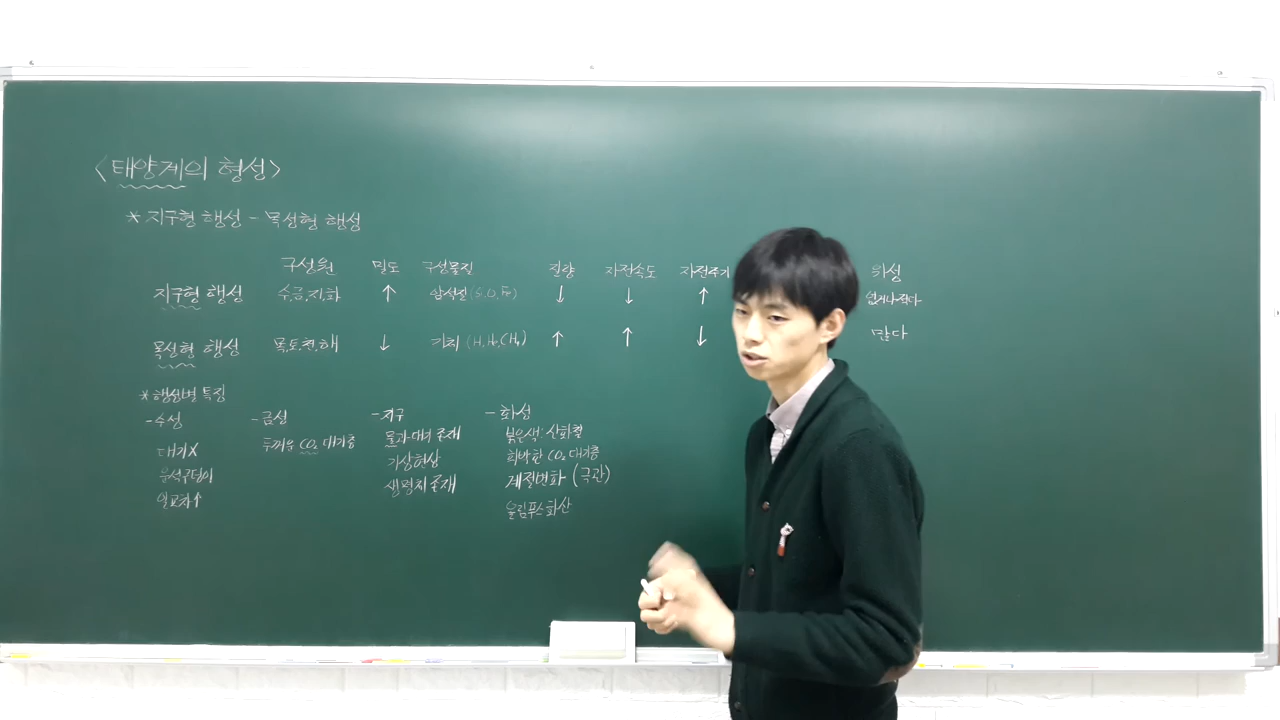 <태양계의 형성>
* 지구형 행성 - 목성형 행성
구성원 밀도 구성물질 질량 자전속도 자전주기 위성
지구형 행성 수,금,지,화 ↑ 암석질 (Si,O,Fe) ↓ ↓ ↑ 없거나 적다
목성형 행성 목,토,천,해 ↓ 기체 (H,He,CH₄) ↑ ↑ ↓ 많다
* 행성별 특징
- 수성 - 금성 - 지구 - 화성
대기X 두꺼운 CO₂ 대기층 물과 대기 존재 붉은색: 산화철
운석구덩이 기상현상 희박한 CO₂ 대기층
일교차↑ 생명체 존재 계절변화 (극관)
올림푸스 화산